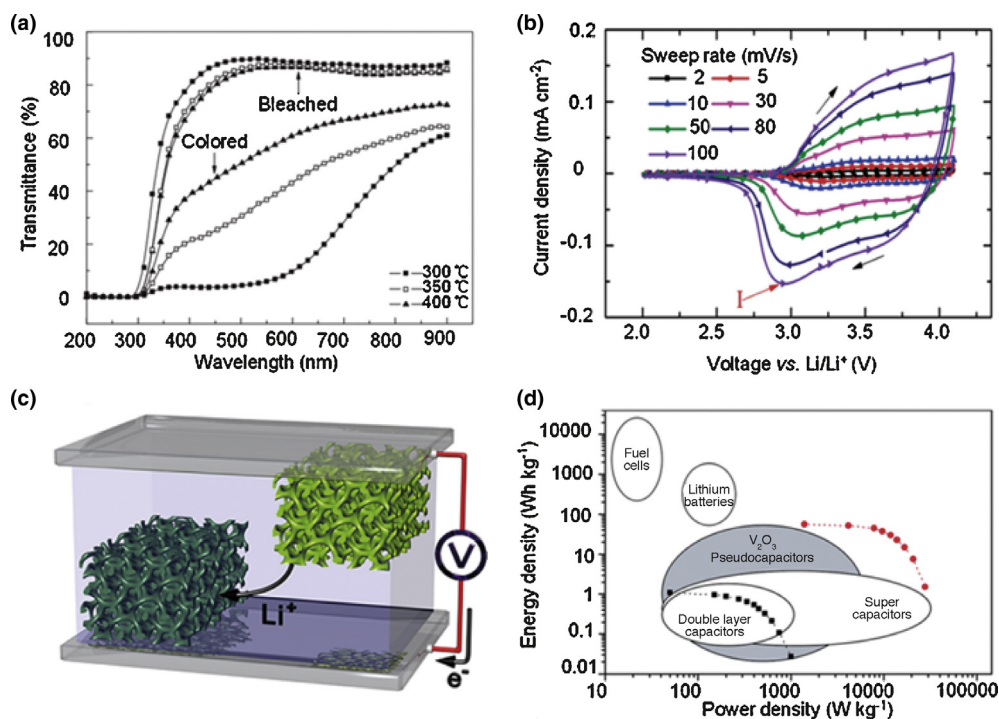 (a)
100
80
60
40
20
0
Transmittance (%)
Bleached
Colored
300 ℃
350 ℃
400 ℃
200 300 400 500 600 700 800 900
Wavelength (nm)
(b)
0.2
0.1
0
-0.1
-0.2
Current density (mA cm⁻²)
Sweep rate (mV/s)
2 5
10 30
50 80
100
I
2.0 2.5 3.0 3.5 4.0
Voltage vs. Li/Li⁺ (V)
(c)
Li⁺
V
e⁻
(d)
10000
1000
100
10
1
0.1
0.01
Energy density (Wh kg⁻¹)
Fuel
cells
Lithium
batteries
V₂O₃
Pseudocapacitors
Double layer
capacitors
Super
capacitors
10 100 1000 10000 100000
Power density (W kg⁻¹)